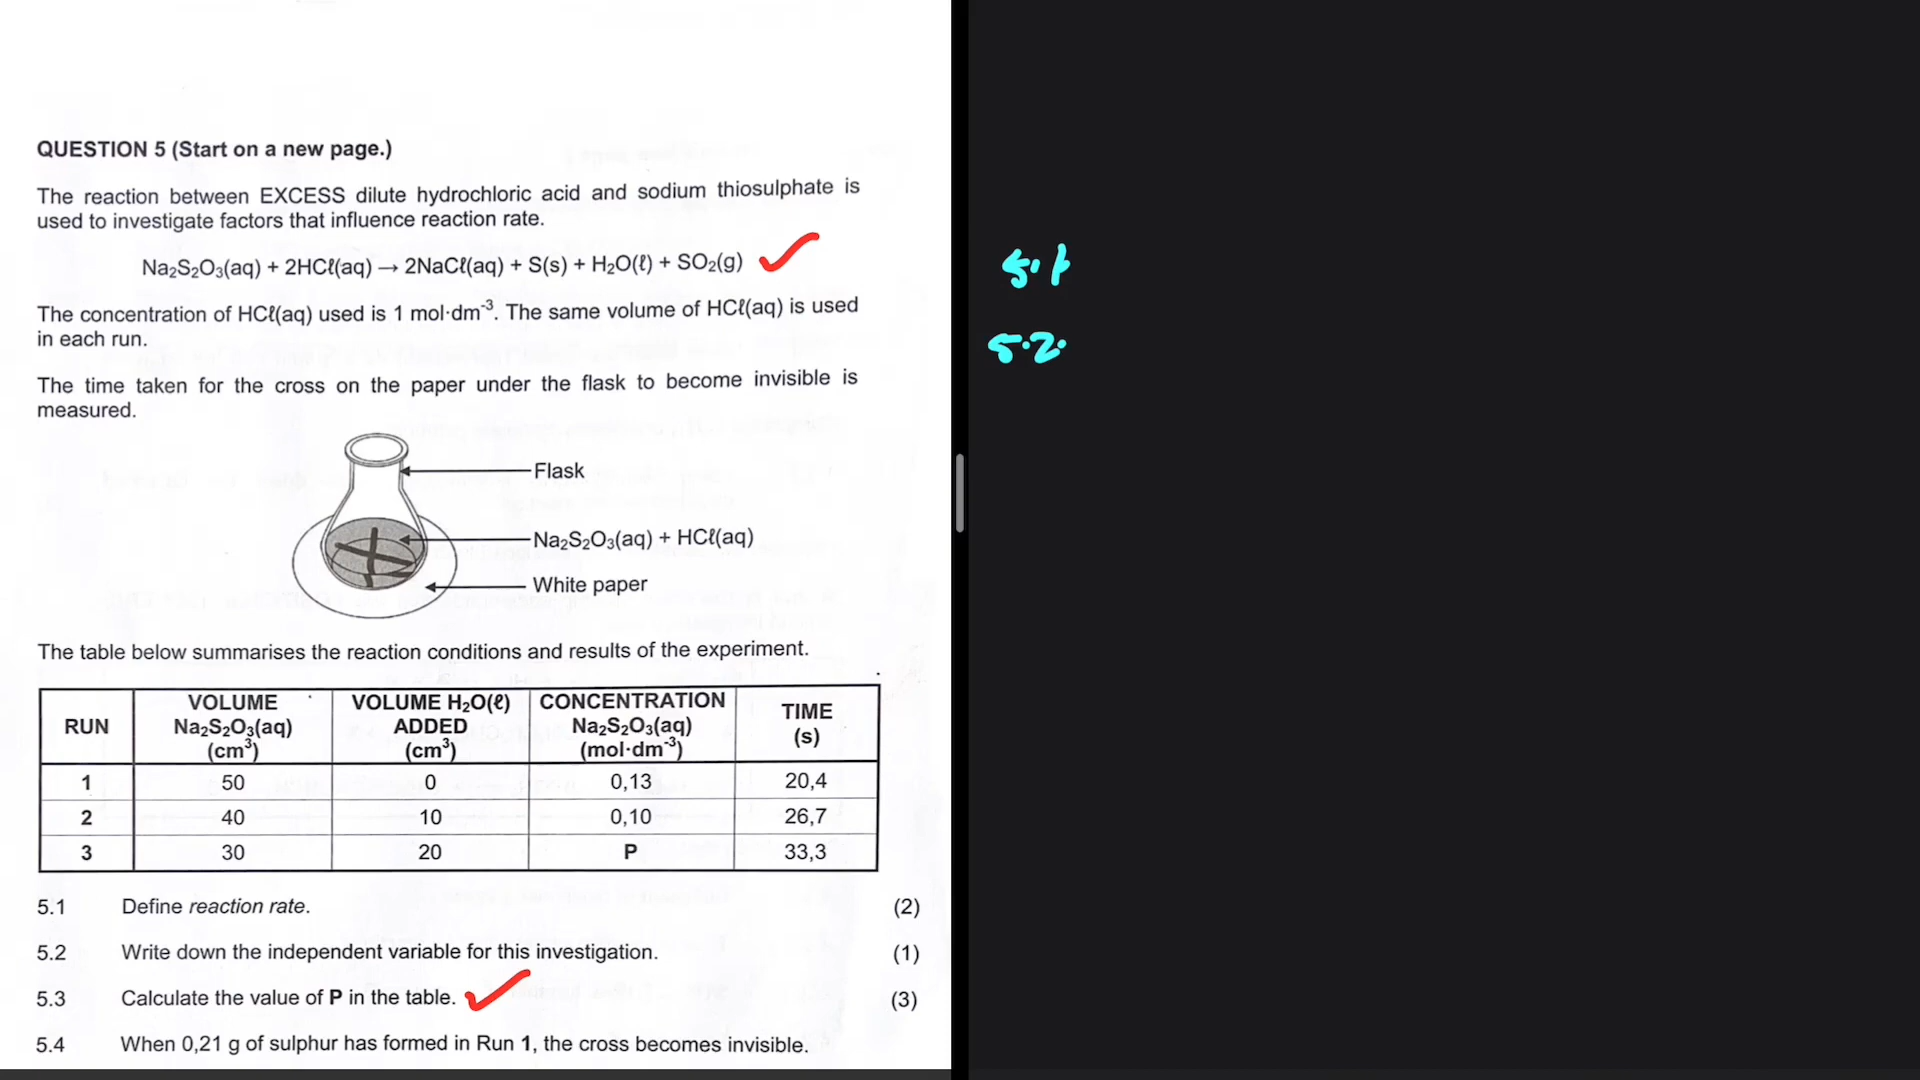 QUESTION 5 (Start on a new page.)
The reaction between EXCESS dilute hydrochloric acid and sodium thiosulphate is
used to investigate factors that influence reaction rate.
Na₂S₂O₃(aq) + 2HCℓ(aq) → 2NaCℓ(aq) + S(s) + H₂O(ℓ) + SO₂(g)
The concentration of HCℓ(aq) used is 1 mol·dm⁻³. The same volume of HCℓ(aq) is used
in each run.
The time taken for the cross on the paper under the flask to become invisible is
measured.
Flask
Na₂S₂O₃(aq) + HCℓ(aq)
White paper
The table below summarises the reaction conditions and results of the experiment.
RUN VOLUME Na₂S₂O₃(aq) (cm³) VOLUME H₂O(ℓ) ADDED (cm³) CONCENTRATION Na₂S₂O₃(aq) (mol·dm⁻³) TIME (s)
1 50 0 0,13 20,4
2 40 10 0,10 26,7
3 30 20 P 33,3
5.1 Define reaction rate. (2)
5.2 Write down the independent variable for this investigation. (1)
5.3 Calculate the value of P in the table. (3)
5.4 When 0,21 g of sulphur has formed in Run 1, the cross becomes invisible.
5.1
5.2.